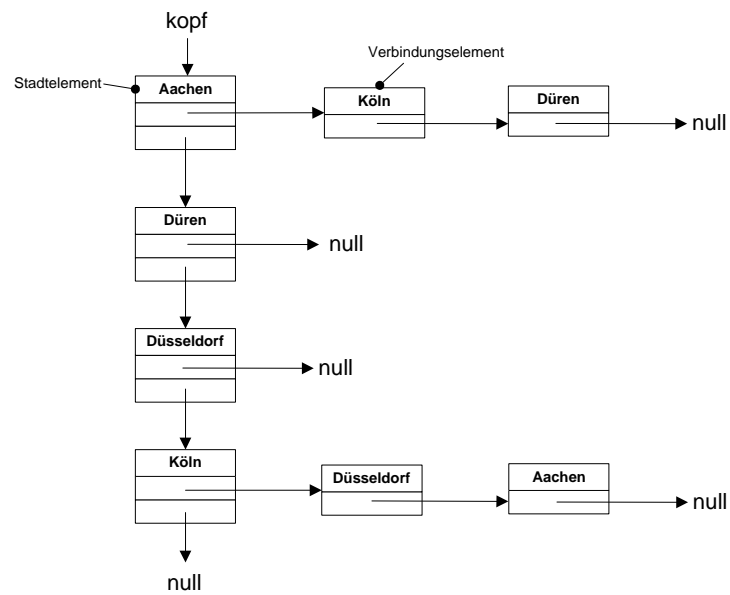 kopf
Verbindungselement
Stadtelement
Aachen
Köln
Düren
null
Düren
null
Düsseldorf
null
Köln
Düsseldorf
Aachen
null
null